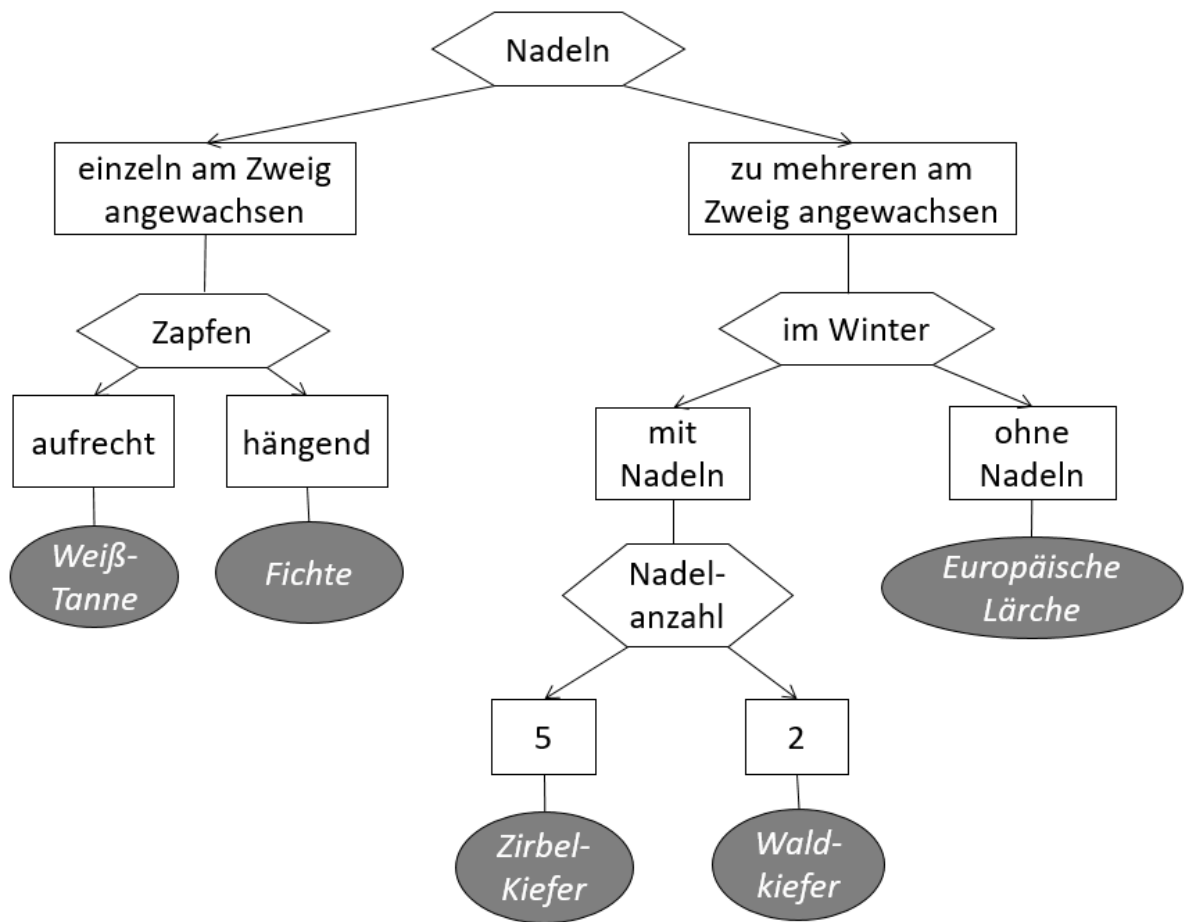 Nadeln
einzeln am Zweig
angewachsen
zu mehreren am
Zweig angewachsen
Zapfen
im Winter
aufrecht
hängend
mit
Nadeln
ohne
Nadeln
Weiß-
Tanne
Fichte
Nadel-
anzahl
Europäische
Lärche
5
2
Zirbel-
Kiefer
Wald-
kiefer